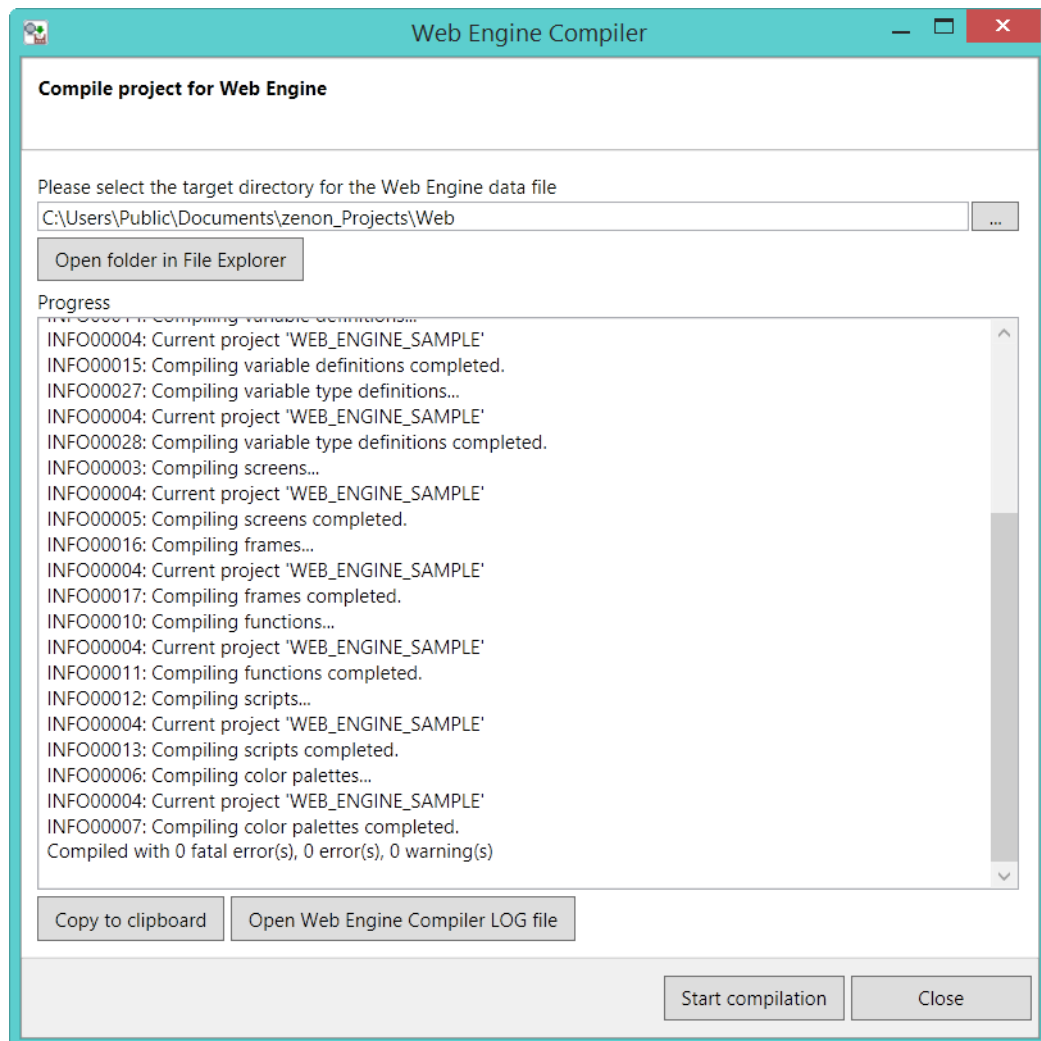 Web Engine Compiler
Compile project for Web Engine
Please select the target directory for the Web Engine data file
C:\Users\Public\Documents\zenon_Projects\Web
...
Open folder in File Explorer
Progress
Compiling variable definitions...
INFO00004: Current project 'WEB_ENGINE_SAMPLE'
INFO00015: Compiling variable definitions completed.
INFO00027: Compiling variable type definitions...
INFO00004: Current project 'WEB_ENGINE_SAMPLE'
INFO00028: Compiling variable type definitions completed.
INFO00003: Compiling screens...
INFO00004: Current project 'WEB_ENGINE_SAMPLE'
INFO00005: Compiling screens completed.
INFO00016: Compiling frames...
INFO00004: Current project 'WEB_ENGINE_SAMPLE'
INFO00017: Compiling frames completed.
INFO00010: Compiling functions...
INFO00004: Current project 'WEB_ENGINE_SAMPLE'
INFO00011: Compiling functions completed.
INFO00012: Compiling scripts...
INFO00004: Current project 'WEB_ENGINE_SAMPLE'
INFO00013: Compiling scripts completed.
INFO00006: Compiling color palettes...
INFO00004: Current project 'WEB_ENGINE_SAMPLE'
INFO00007: Compiling color palettes completed.
Compiled with 0 fatal error(s), 0 error(s), 0 warning(s)
Copy to clipboard
Open Web Engine Compiler LOG file
Start compilation
Close